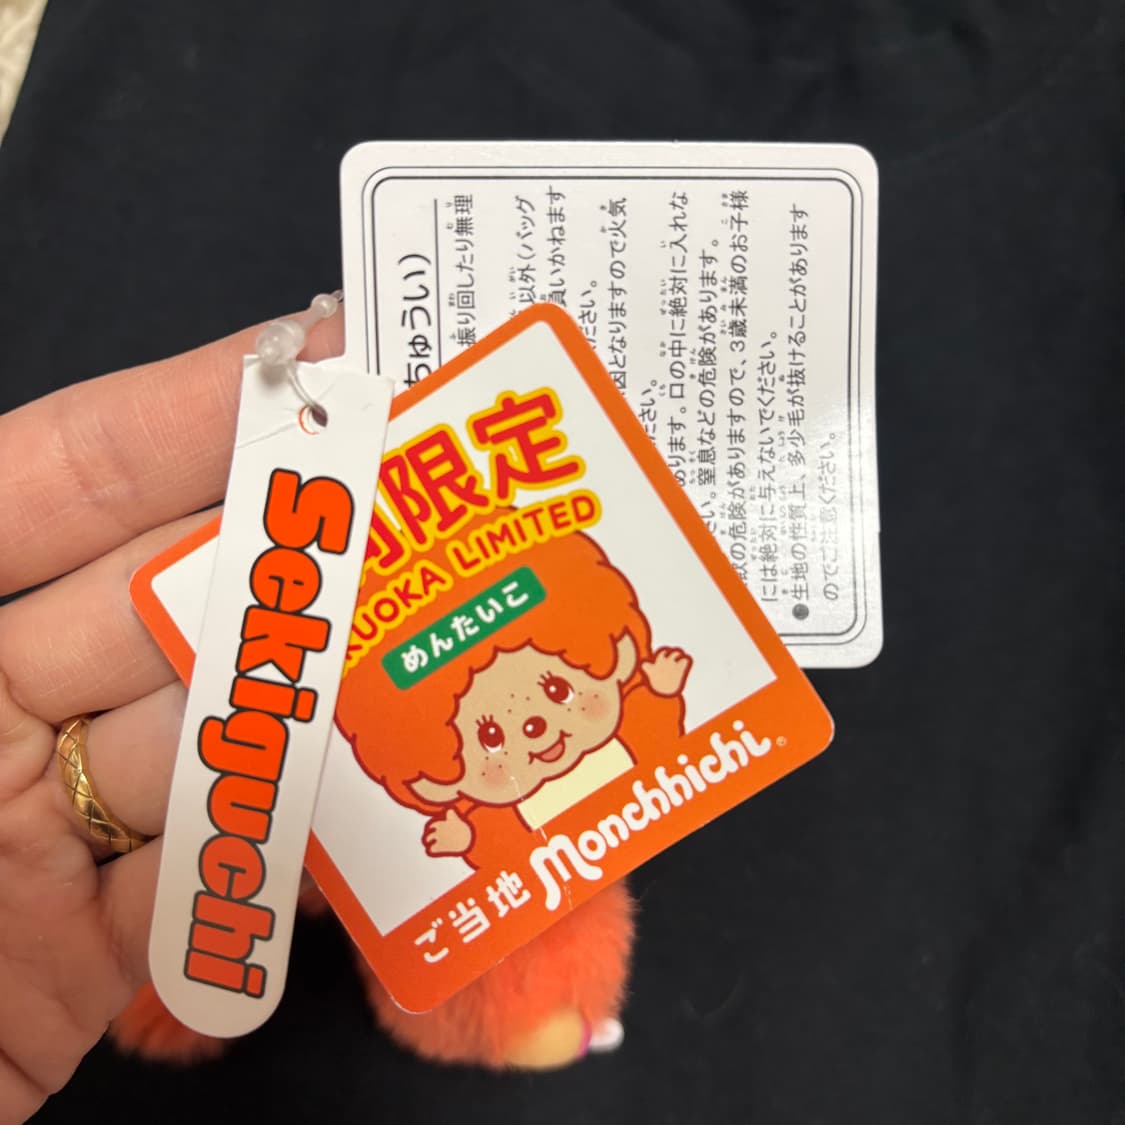 Sekiguchi
限定
KUOKA LIMITED
めんたいこ
ご当地 Monchhichi®
ちゅうい)
振り回したり無理
以外(バッグ
負いかねます
ださい。
因となりますので火気
ださい。
あります。口の中に絶対に入れな
さい。窒息などの危険があります。
飲の危険がありますので、3歳未満のお子様
には絶対に与えないでください。
●生地の性質上、多少毛が抜けることがあります
のでご注意ください。